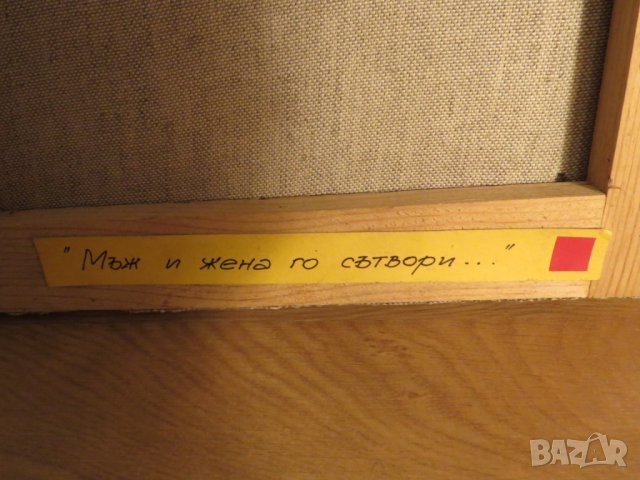 "Мъж и жена го сътвори..."
BAZAR